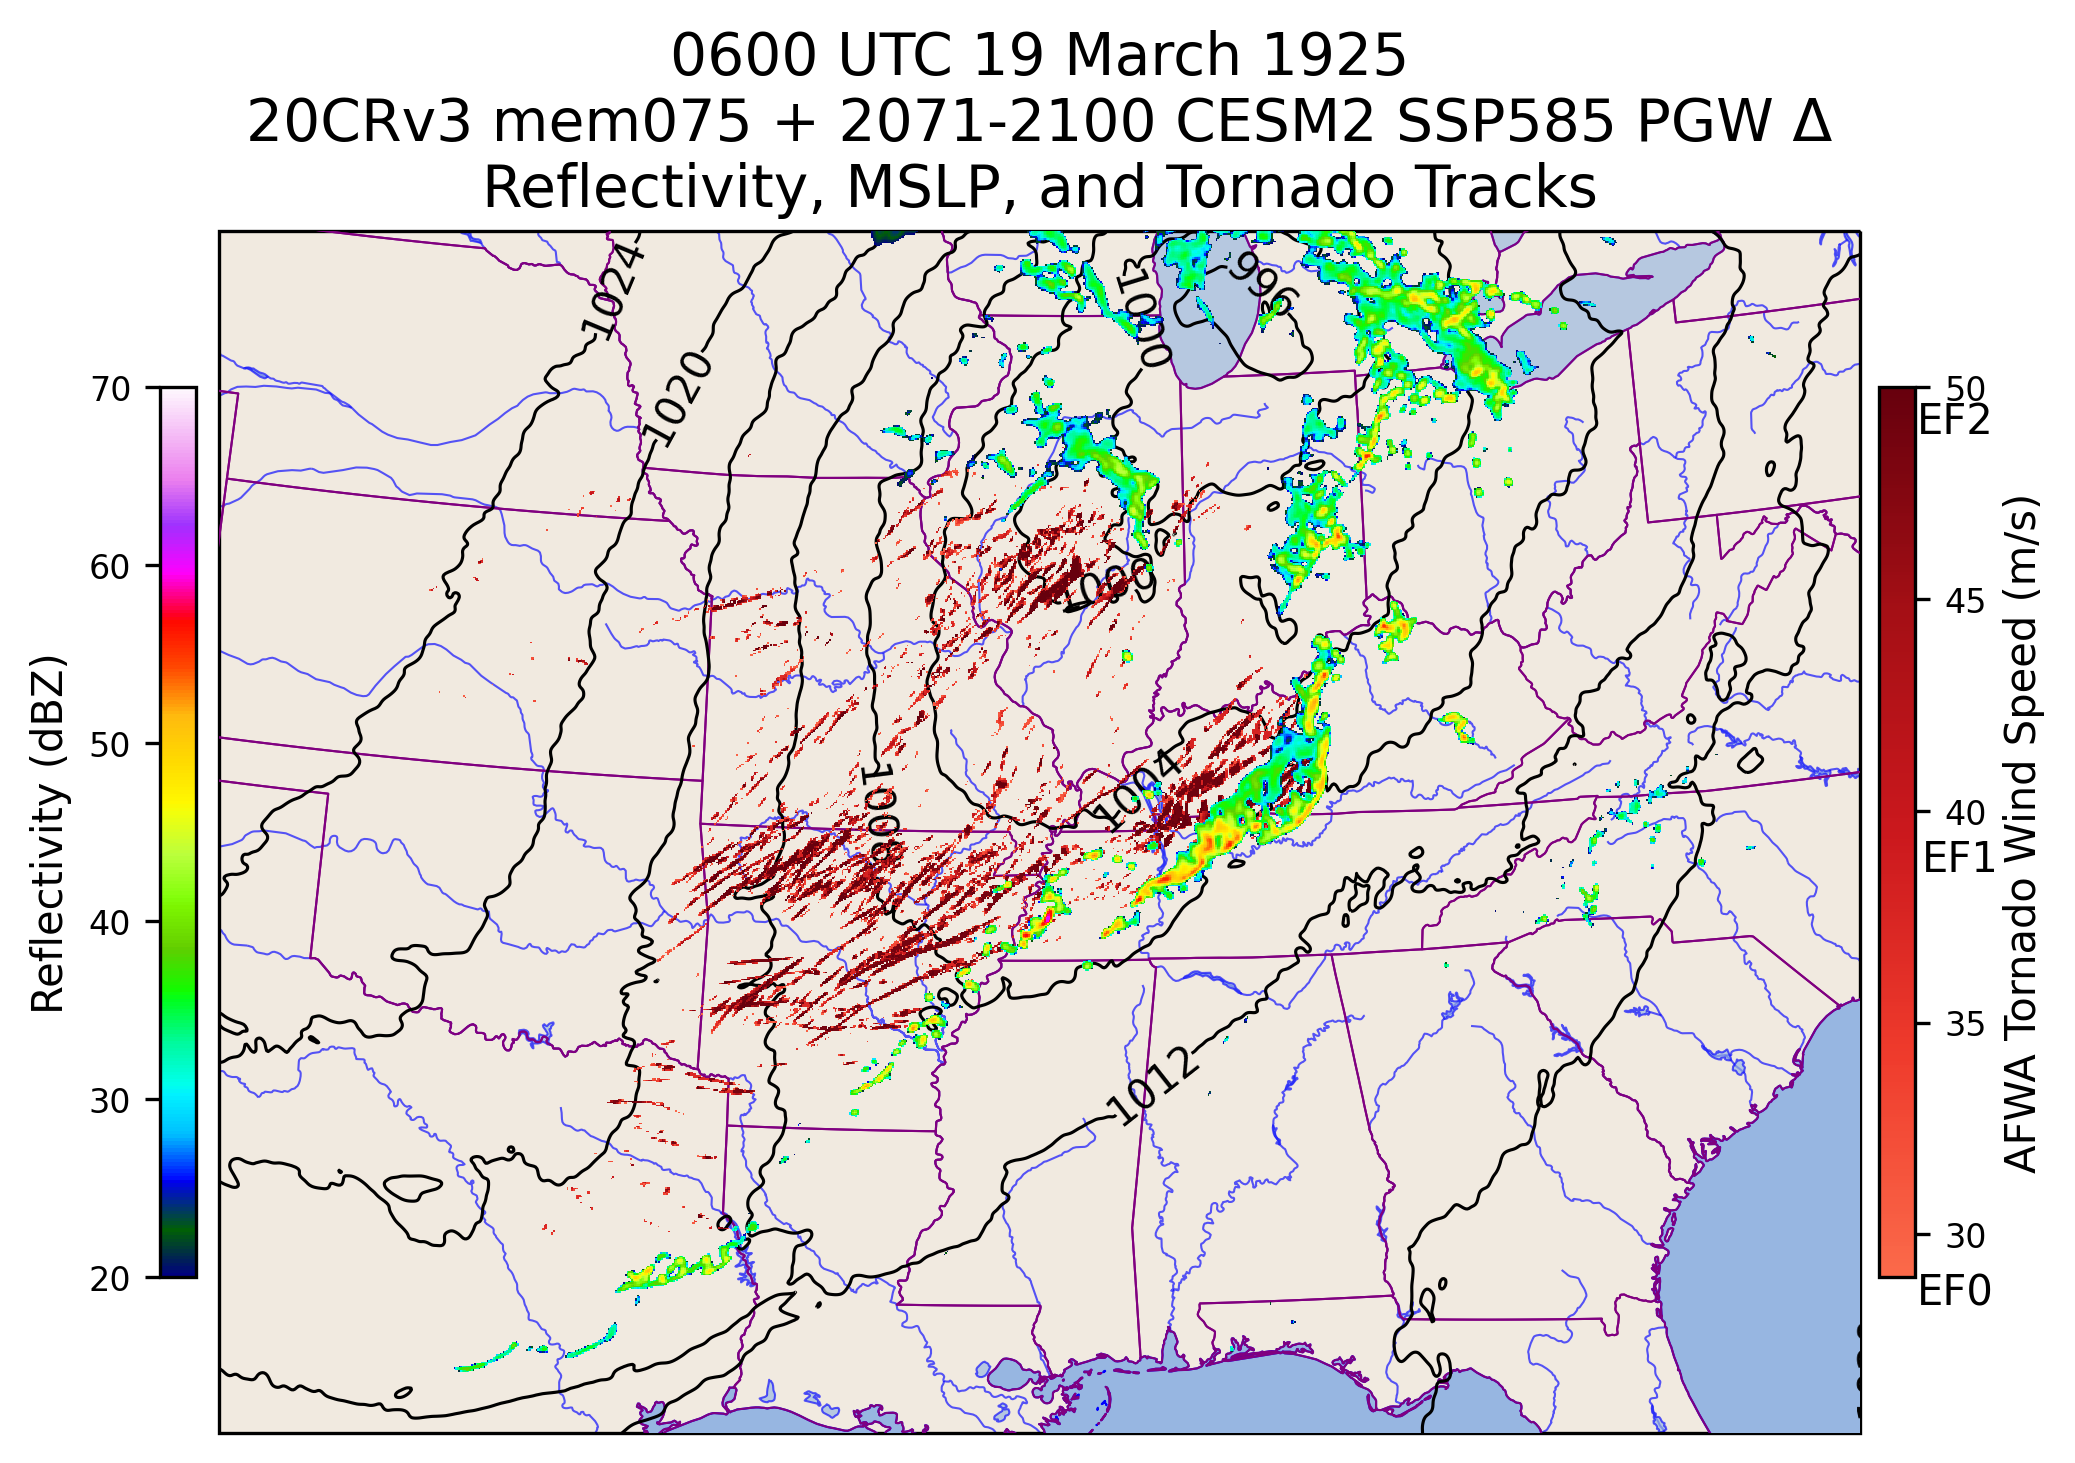 0600 UTC 19 March 1925
20CRv3 mem075 + 2071-2100 CESM2 SSP585 PGW Δ
Reflectivity, MSLP, and Tornado Tracks
70
60
50
40
30
20
Reflectivity (dBZ)
1024
1020
1000
996
1008
1004
1012
50
EF2
45
40
EF1
35
30
EF0
AFWA Tornado Wind Speed (m/s)